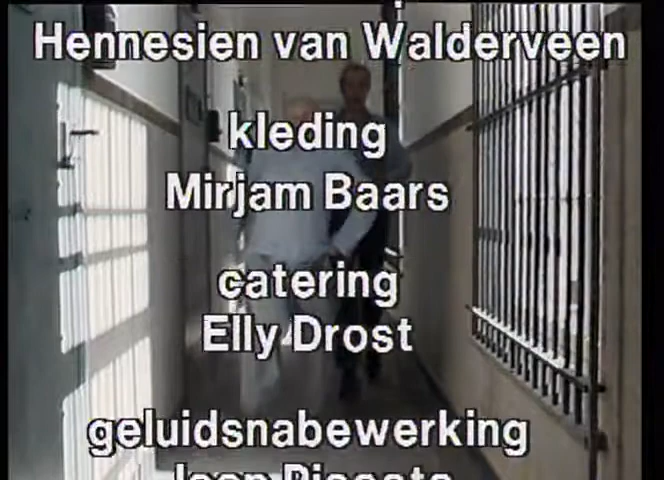 Hennesien van Walderveen
kleding
Mirjam Baars
catering
Elly Drost
geluidsnabewerking